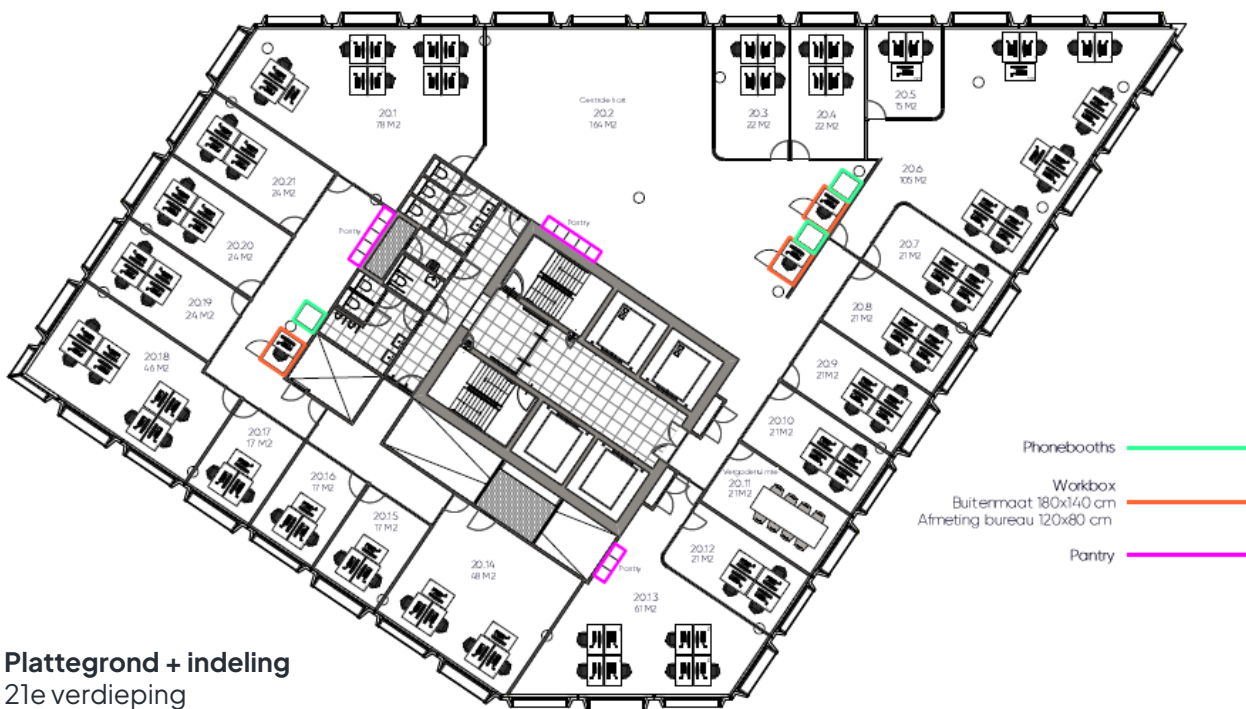 20.1
78 M2
Centrale hall
20.2
164 M2
20.3
22 M2
20.4
22 M2
20.5
15 M2
20.6
105 M2
20.21
24 M2
20.20
24 M2
20.19
24 M2
20.18
46 M2
Pantry
Pantry
20.7
21 M2
20.8
21 M2
20.9
21M2
20.10
21M2
Vergaderruimte
20.11
21M2
20.12
21 M2
20.17
17 M2
20.16
17 M2
20.15
17 M2
20.14
48 M2
Pantry
20.13
61 M2
Phonebooths
Workbox
Buitenmaat 180x140 cm
Afmeting bureau 120x80 cm
Pantry
Plattegrond + indeling
21e verdieping